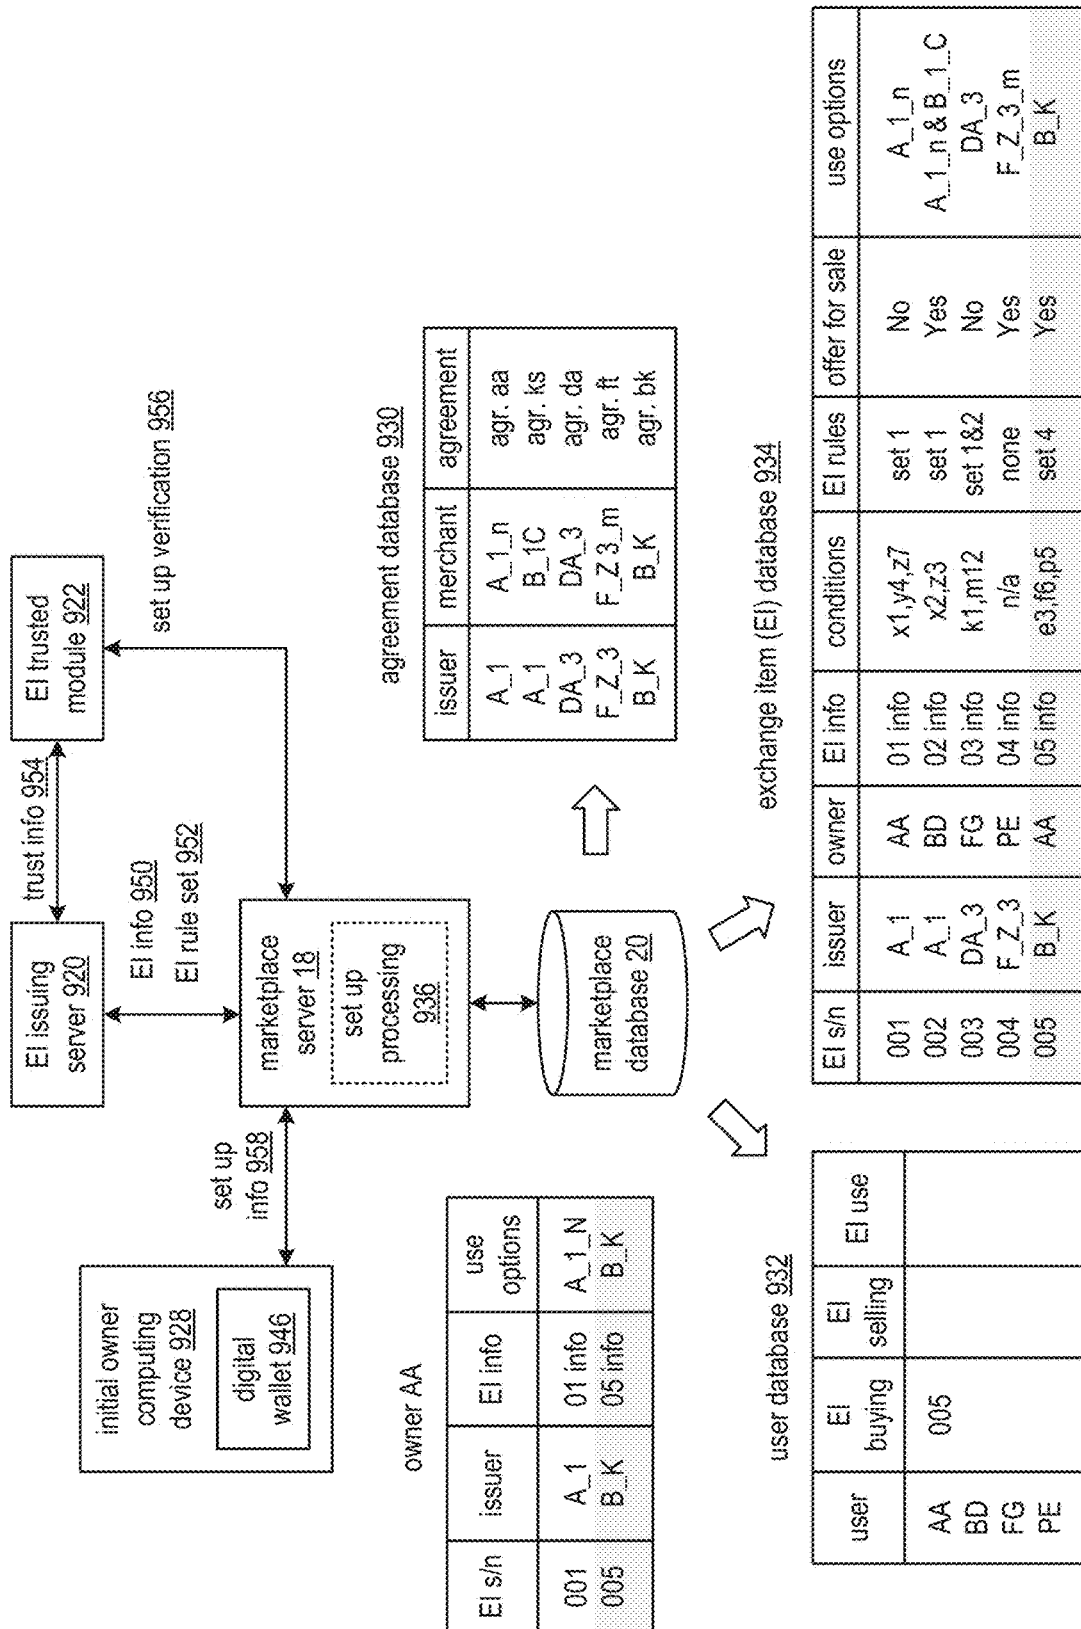 initial owner
computing
device 928
digital
wallet 946
set up
info 958
EI issuing
server 920
trust info 954
EI trusted
module 922
EI info 950
EI rule set 952
set up verification 956
marketplace
server 18
set up
processing
936
marketplace
database 20
owner AA
EI s/n issuer EI info use options
001 A_1 01 info A_1_N
005 B_K 05 info B_K
agreement database 930
issuer merchant agreement
A_1 A_1_n agr. aa
A_1 B_1C agr. ks
DA_3 DA_3 agr. da
F_Z_3 F_Z 3_m agr. ft
B_K B_K agr. bk
user database 932
user EI buying EI selling EI use
AA 005
BD
FG
PE
exchange item (EI) database 934
EI s/n issuer owner EI info conditions EI rules offer for sale use options
001 A_1 AA 01 info x1,y4,z7 set 1 No A_1_n
002 A_1 BD 02 info x2,z3 set 1 Yes A_1_n & B_1_C
003 DA_3 FG 03 info k1,m12 set 1&2 No DA_3
004 F_Z_3 PE 04 info n/a none Yes F_Z_3_m
005 B_K AA 05 info e3,f6,p5 set 4 Yes B_K